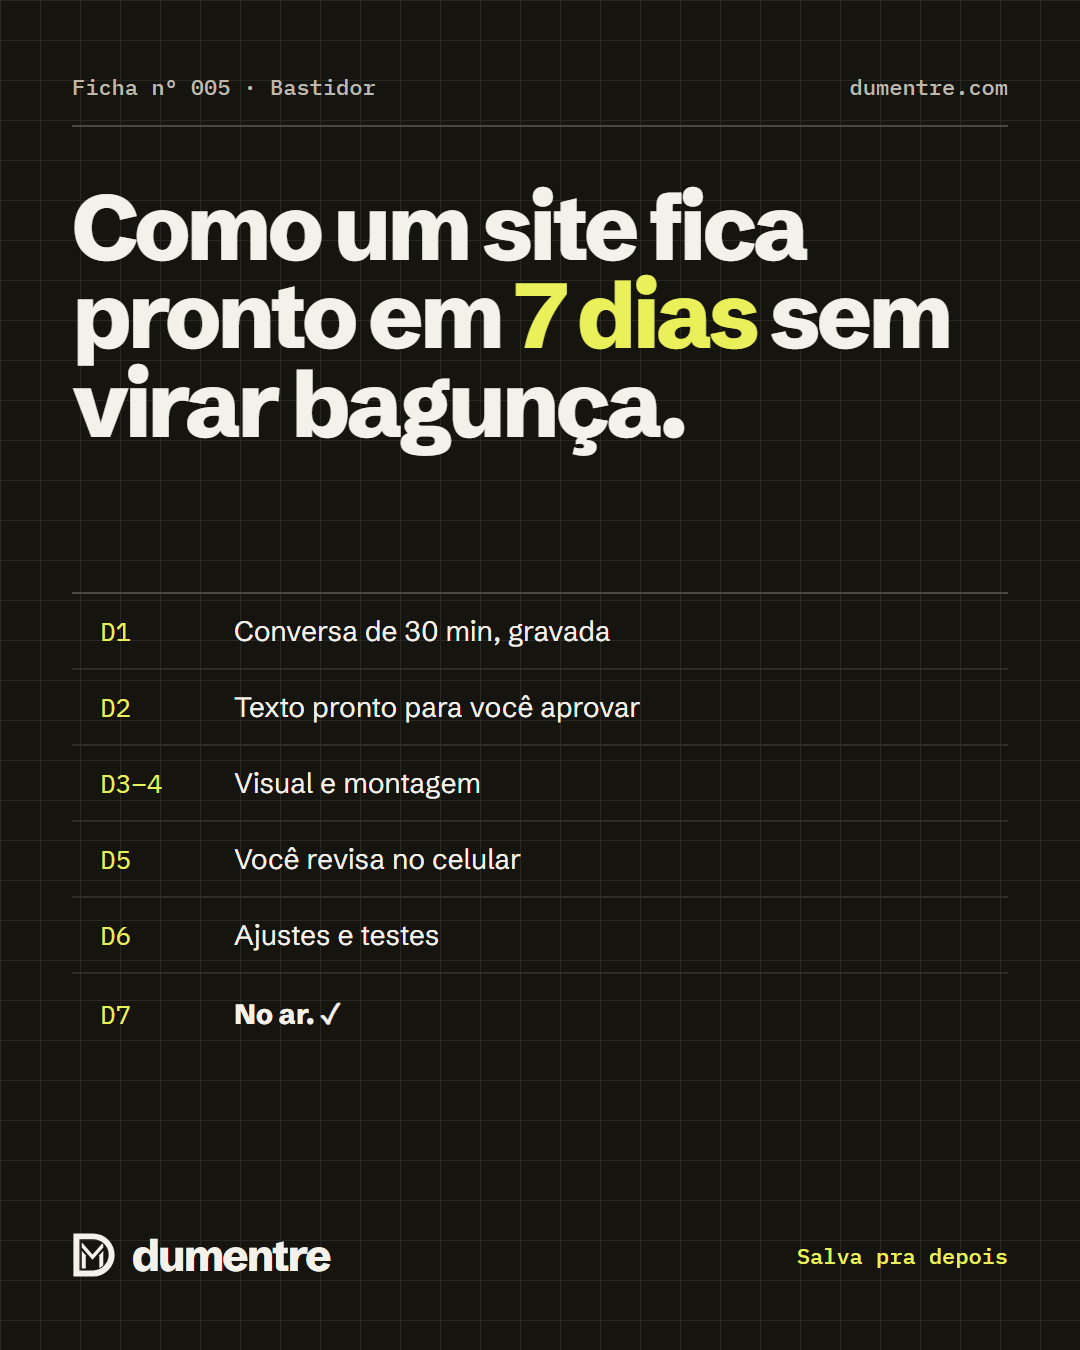 Ficha nº 005 · Bastidor
dumentre.com
Como um site fica
pronto em 7 dias sem
virar bagunça.
D1 Conversa de 30 min, gravada
D2 Texto pronto para você aprovar
D3–4 Visual e montagem
D5 Você revisa no celular
D6 Ajustes e testes
D7 No ar. ✓
dumentre
Salva pra depois